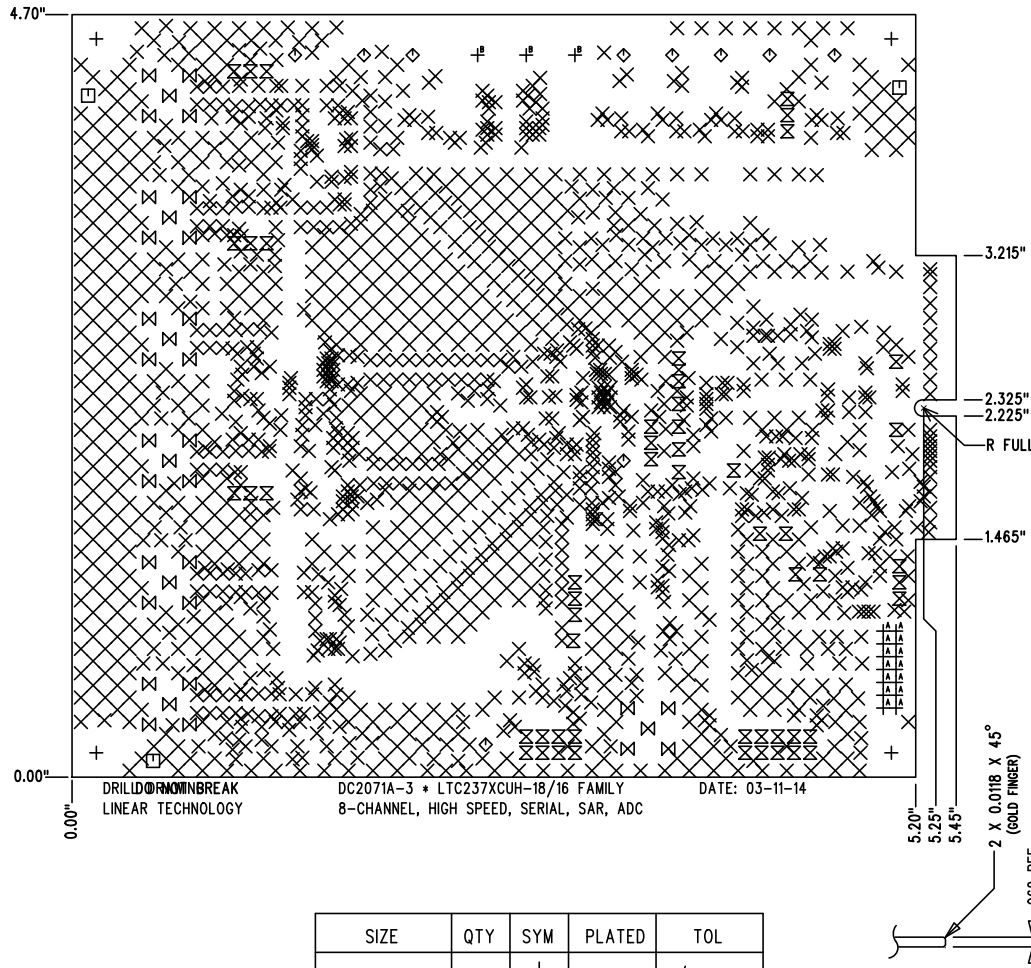 4.70"
3.215"
2.325"
2.225"
R FULL
1.465"
0.00"
DC2071A-3 * LTC237XCUH-18/16 FAMILY
DATE: 03-11-14
LINEAR TECHNOLOGY
8-CHANNEL, HIGH SPEED, SERIAL, SAR, ADC
0.00"
5.20"
5.25"
5.45"
2 X 0.0118 X 45°
(GOLD FINGER)
SIZE QTY SYM PLATED TOL